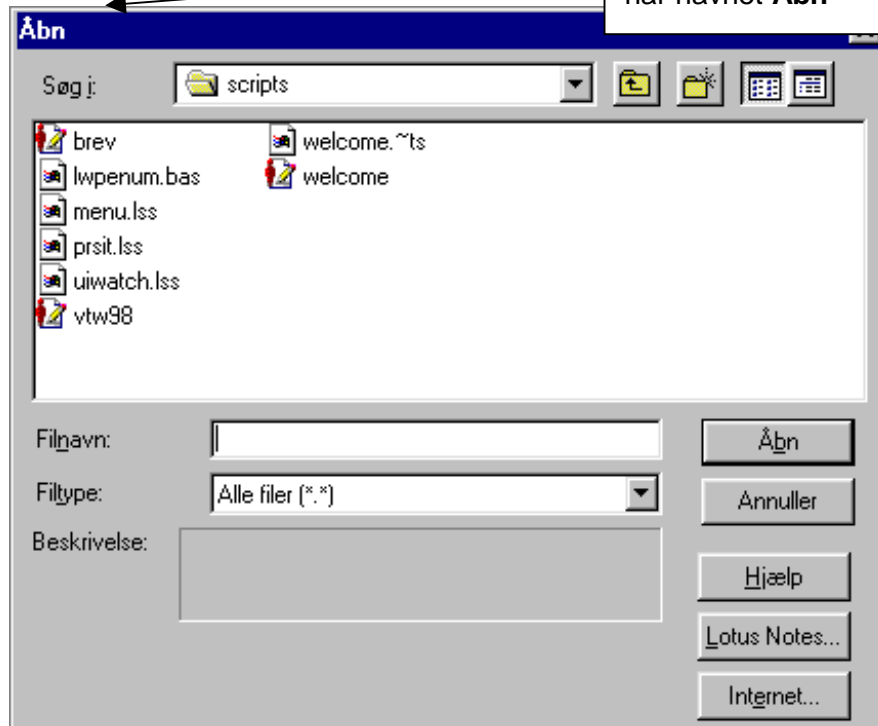 har navnet Åbn
Åbn
Søg i:
scripts
brev
lwpenum.bas
menu.lss
prsit.lss
uiwatch.lss
vtw98
welcome.~ts
welcome
Filnavn:
Åbn
Filtype:
Alle filer (*.*)
Annuller
Beskrivelse:
Hjælp
Lotus Notes...
Internet...